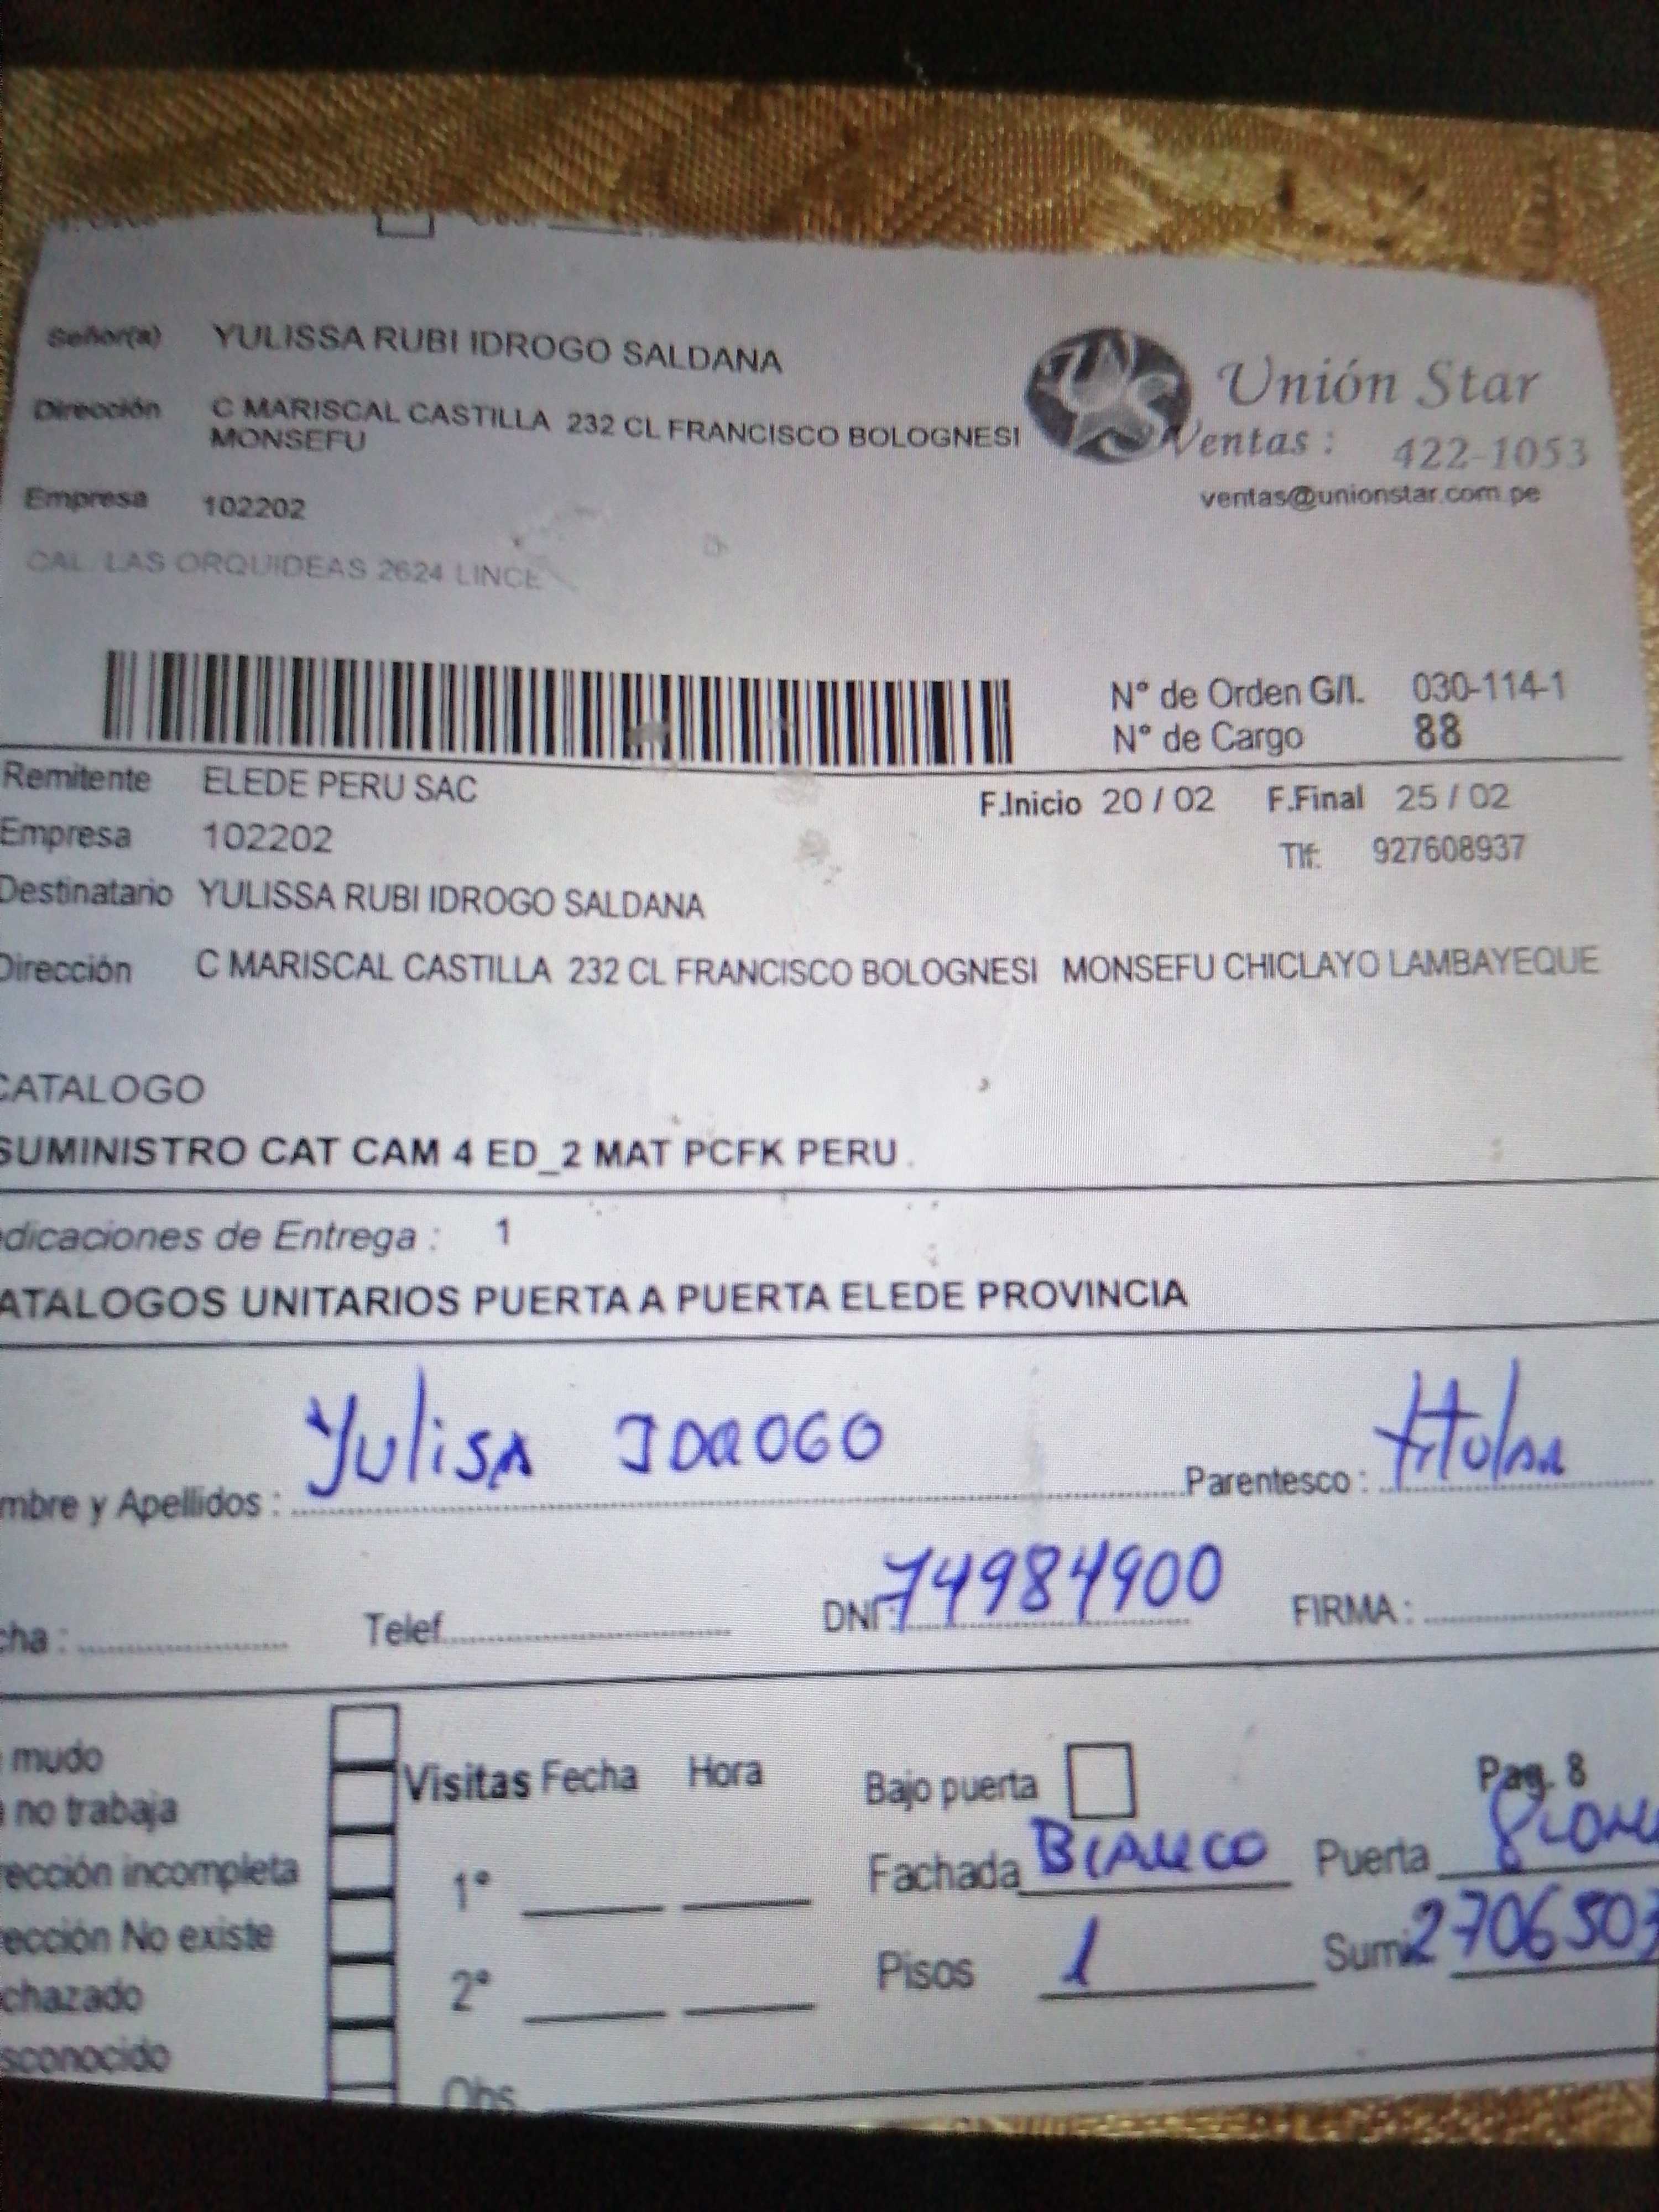 Señor(a) YULISSA RUBI IDROGO SALDANA
Dirección C MARISCAL CASTILLA 232 CL FRANCISCO BOLOGNESI
MONSEFU
Empresa 102202
CAL. LAS ORQUIDEAS 2624 LINCE
Unión Star
Ventas : 422-1053
ventas@unionstar.com.pe
N° de Orden G/I. 030-114-1
N° de Cargo 88
Remitente ELEDE PERU SAC
F.Inicio 20 / 02 F.Final 25 / 02
Empresa 102202
Tlf: 927608937
Destinatario YULISSA RUBI IDROGO SALDANA
Dirección C MARISCAL CASTILLA 232 CL FRANCISCO BOLOGNESI MONSEFU CHICLAYO LAMBAYEQUE
CATALOGO
SUMINISTRO CAT CAM 4 ED_2 MAT PCFK PERU
dicaciones de Entrega : 1
ATALOGOS UNITARIOS PUERTA A PUERTA ELEDE PROVINCIA
mbre y Apellidos : Yulisa IDROGO Parentesco :
cha : Telef. DNI: 74984900 FIRMA :
mudo
no trabaja
rección incompleta
ección No existe
chazado
sconocido
Visitas Fecha Hora
1°
2°
Obs.
Bajo puerta Pag. 8
Fachada Blanco Puerta
Pisos 1 Sumi 2706503